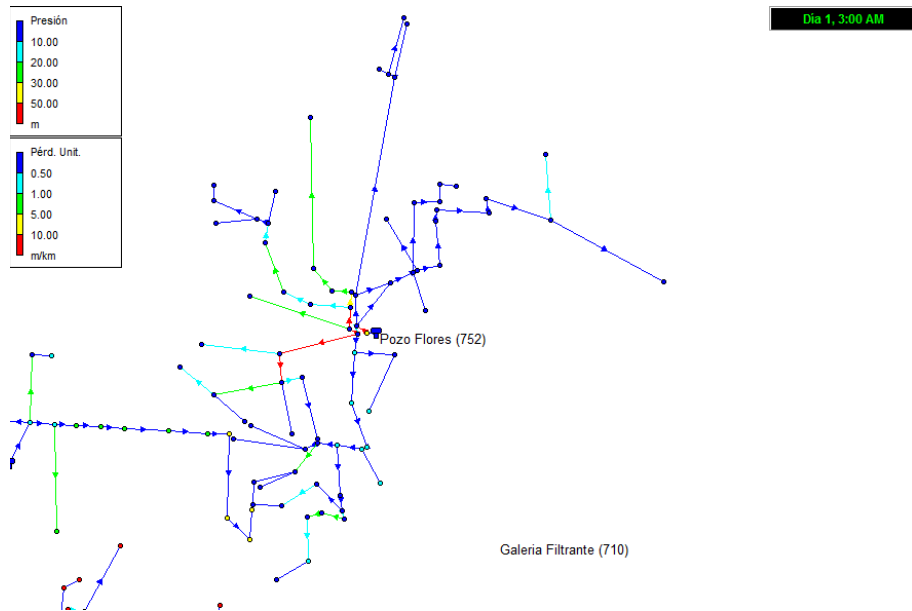 Presión
10.00
20.00
30.00
50.00
m
Pérd. Unit.
0.50
1.00
5.00
10.00
m/km
Día 1, 3:00 AM
Pozo Flores (752)
Galeria Filtrante (710)